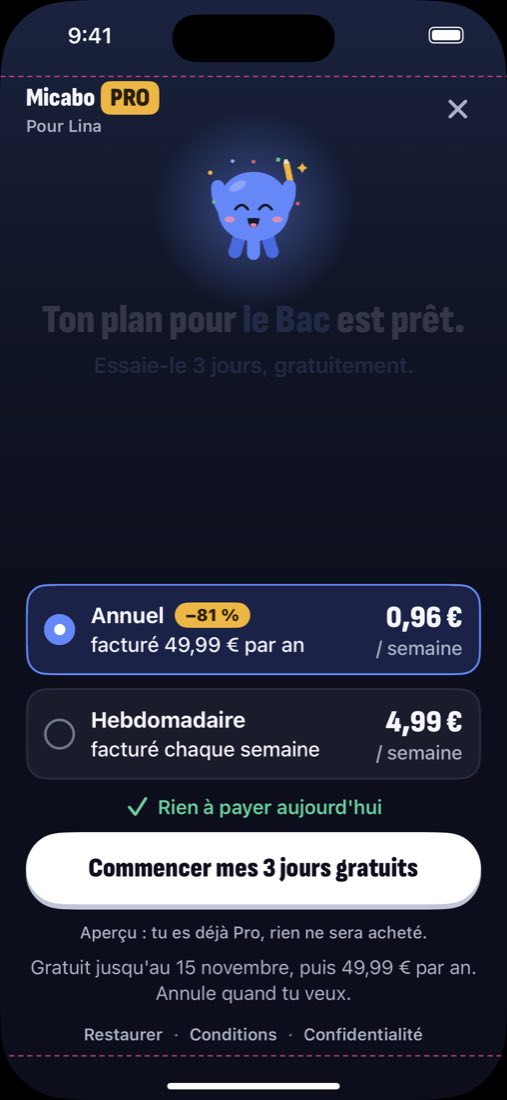 9:41
Micabo PRO
Pour Lina
Ton plan pour le Bac est prêt.
Essaie-le 3 jours, gratuitement.
Annuel −81 % 0,96 €
facturé 49,99 € par an / semaine
Hebdomadaire 4,99 €
facturé chaque semaine / semaine
Rien à payer aujourd'hui
Commencer mes 3 jours gratuits
Aperçu : tu es déjà Pro, rien ne sera acheté.
Gratuit jusqu'au 15 novembre, puis 49,99 € par an.
Annule quand tu veux.
Restaurer · Conditions · Confidentialité